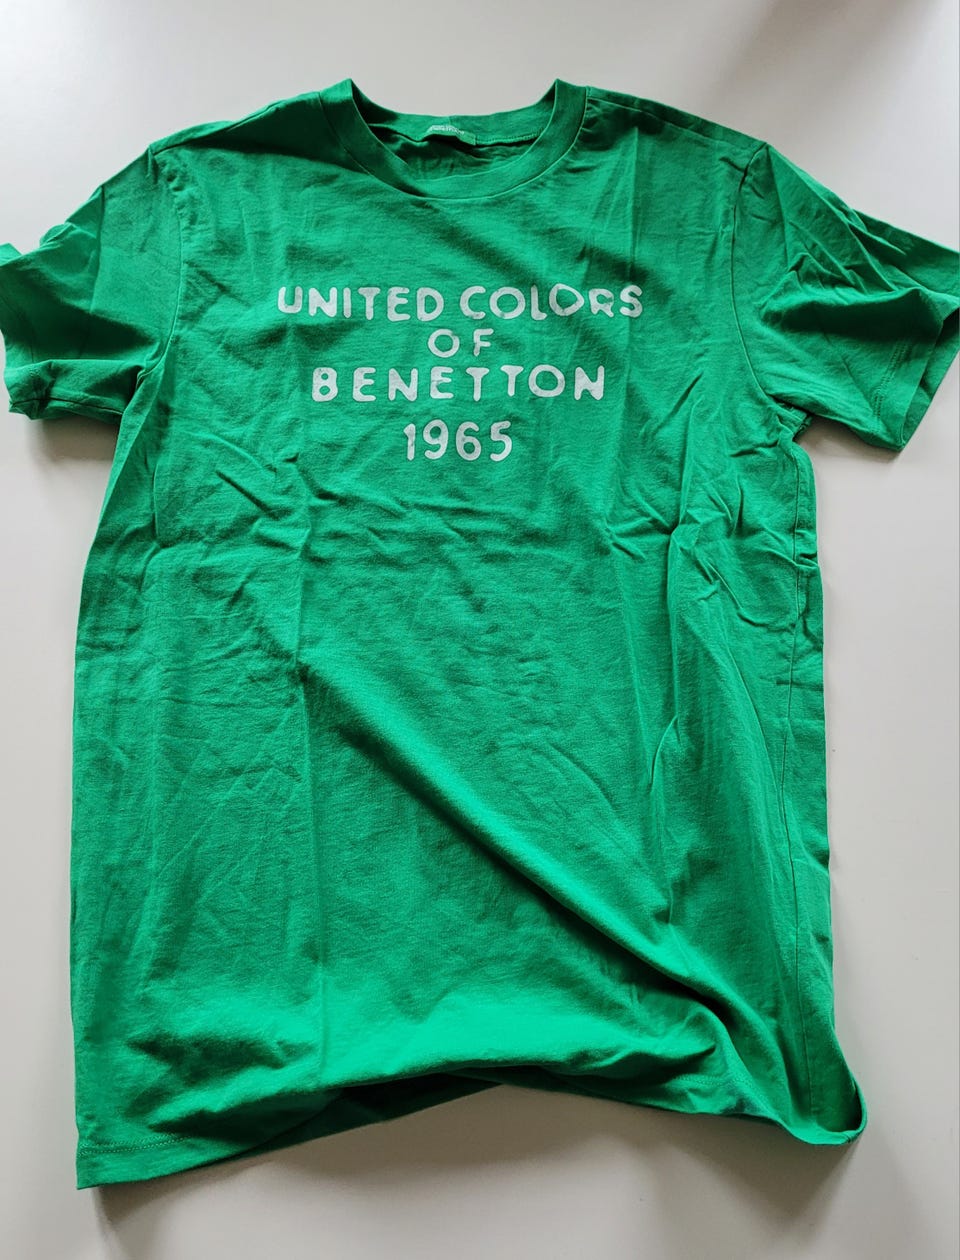 UNITED COLORS
OF
BENETTON
1965